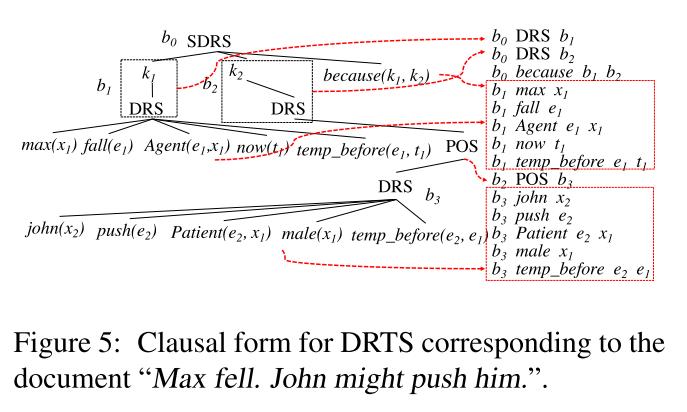 b0 SDRS
b0 DRS b1
b0 DRS b2
b0 because b1 b2
k1
b1
DRS
k2
b2
DRS
because(k1, k2)
b1 max x1
b1 fall e1
b1 Agent e1 x1
b1 now t1
b1 temp_before e1 t1
max(x1) fall(e1) Agent(e1,x1) now(t1) temp_before(e1, t1)
POS
b2 POS b3
DRS b3
b3 john x2
b3 push e2
b3 Patient e2 x1
b3 male x1
b3 temp_before e2 e1
john(x2) push(e2) Patient(e2, x1) male(x1) temp_before(e2, e1)
Figure 5: Clausal form for DRTS corresponding to the
document “Max fell. John might push him.”.